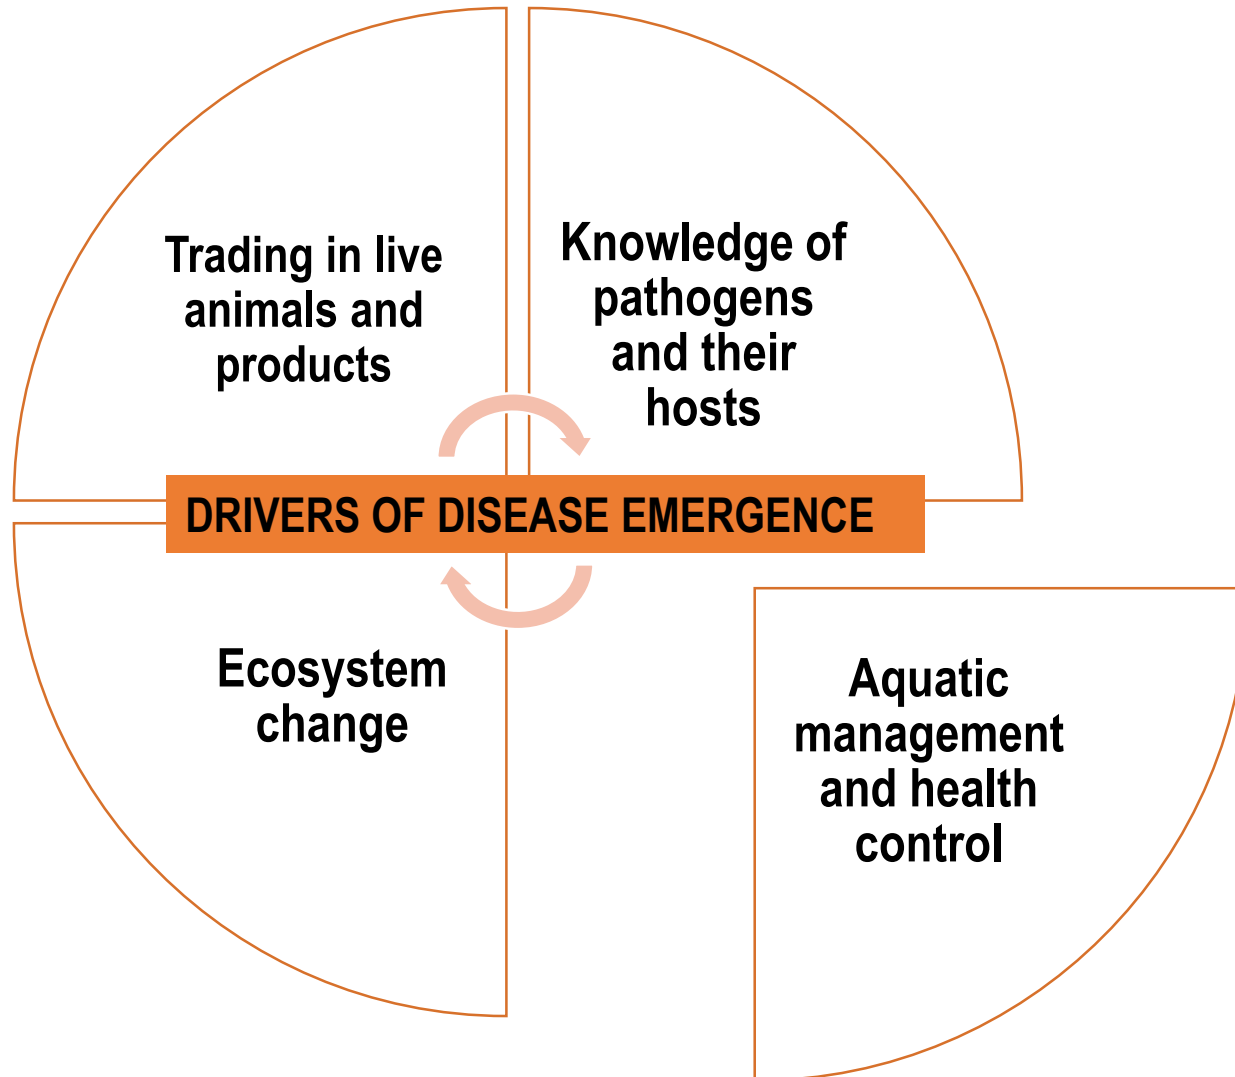 Trading in live
animals and
products
Knowledge of
pathogens
and their
hosts
DRIVERS OF DISEASE EMERGENCE
Ecosystem
change
Aquatic
management
and health
control